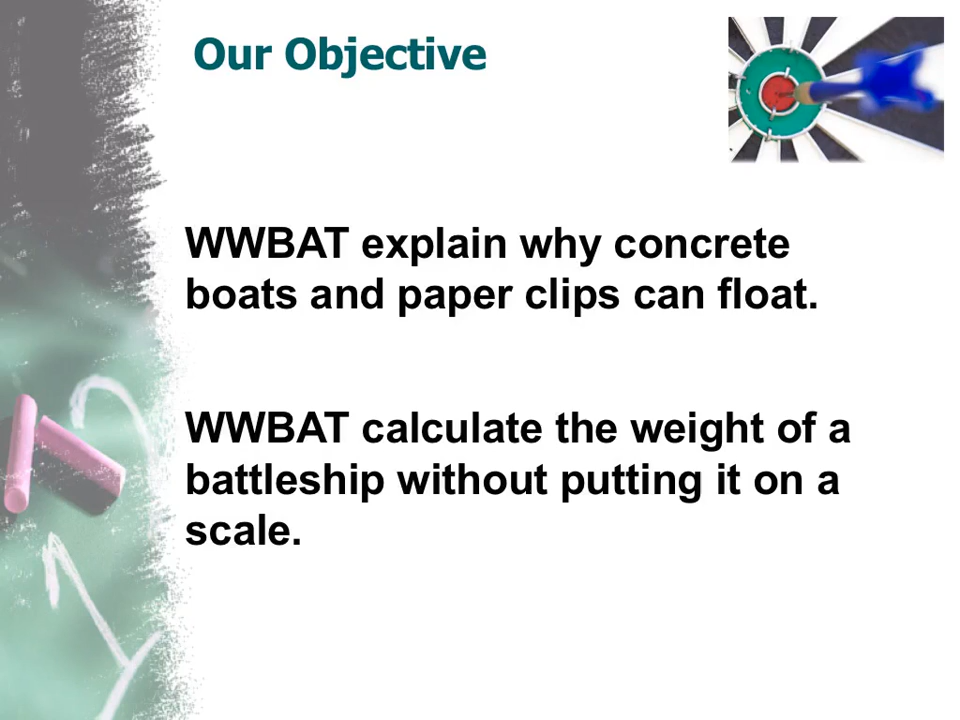 Our Objective
WWBAT explain why concrete
boats and paper clips can float.
WWBAT calculate the weight of a
battleship without putting it on a
scale.